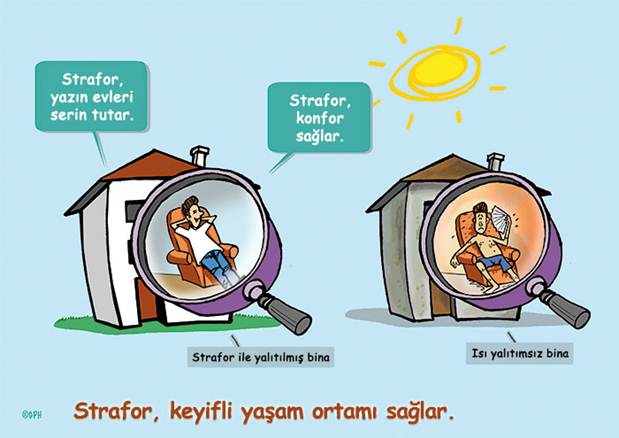 Strafor,
yazın evleri
serin tutar.
Strafor,
konfor
sağlar.
Strafor ile yalıtılmış bina
Isı yalıtımsız bina
®GPH
Strafor, keyifli yaşam ortamı sağlar.